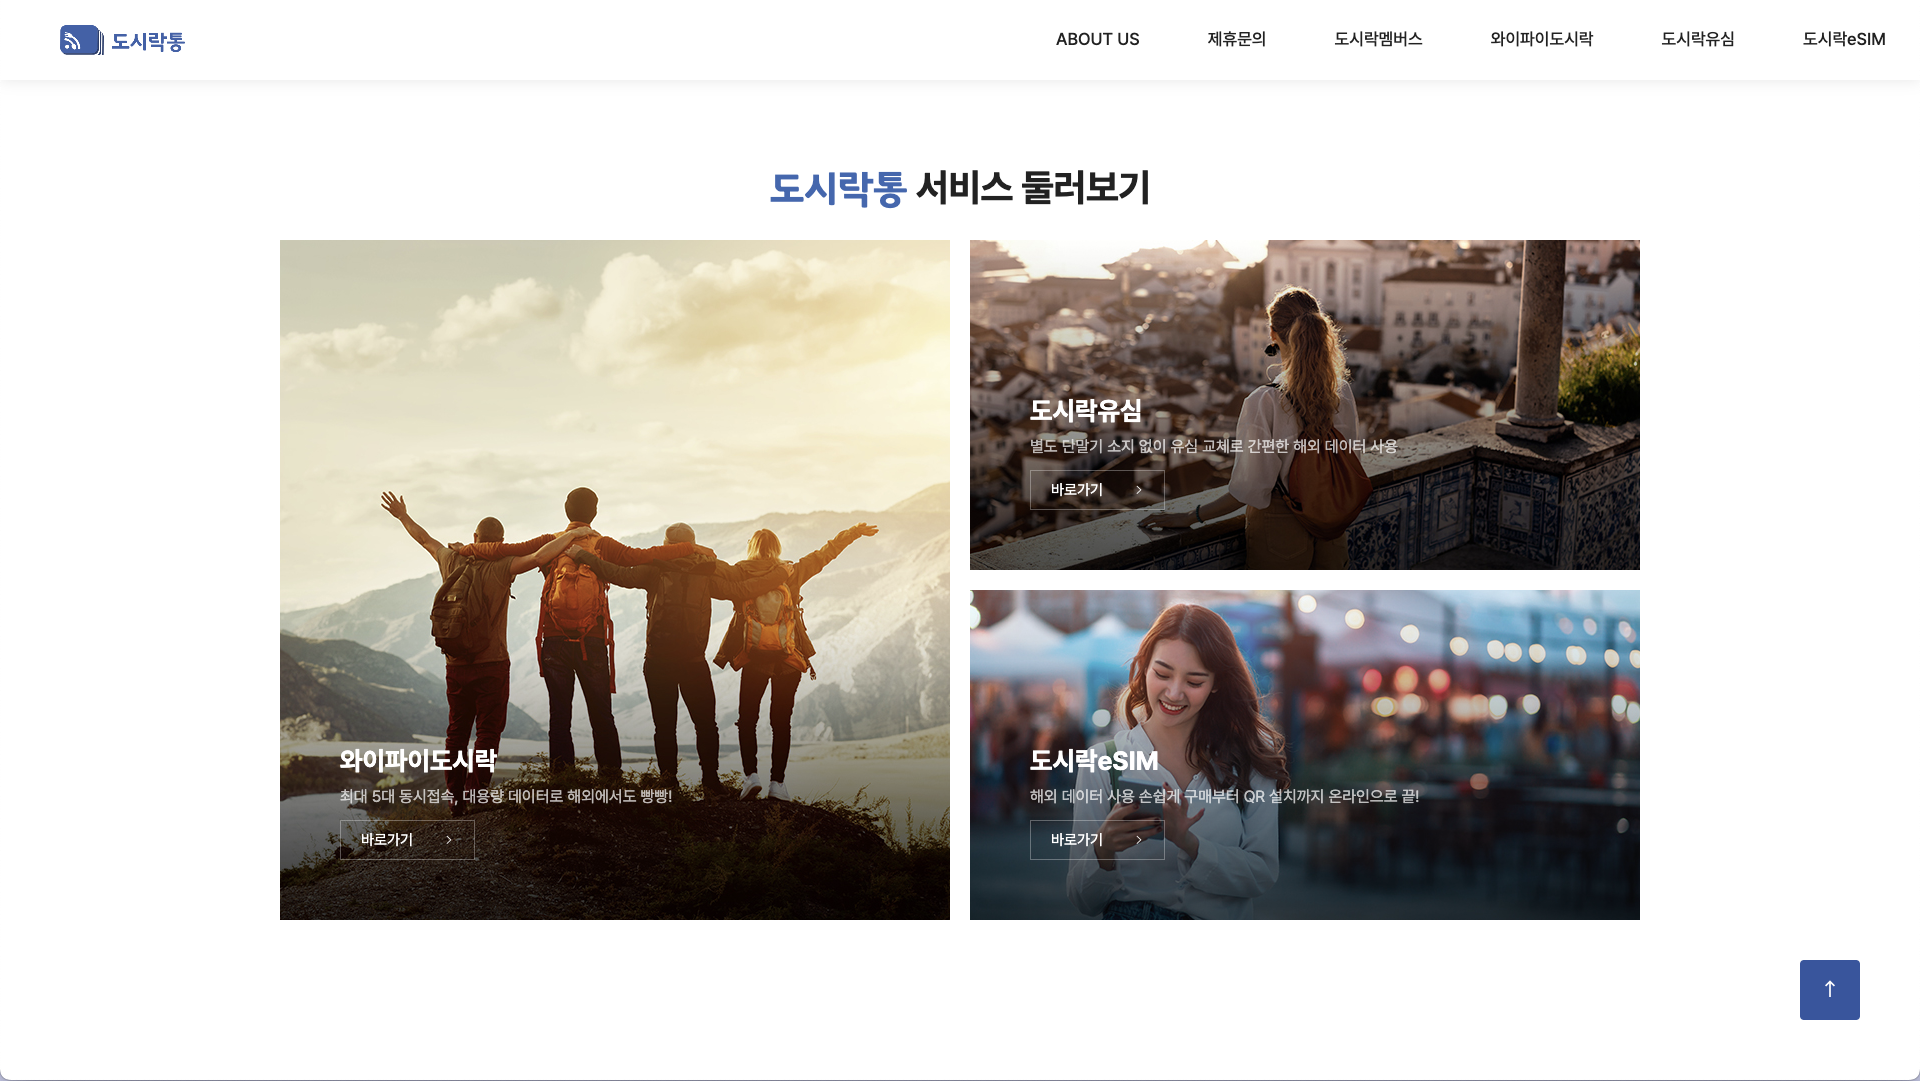 도시락통
ABOUT US
제휴문의
도시락멤버스
와이파이도시락
도시락유심
도시락eSIM
도시락통 서비스 둘러보기
와이파이도시락
최대 5대 동시접속, 대용량 데이터로 해외에서도 빵빵!
바로가기
도시락유심
별도 단말기 소지 없이 유심 교체로 간편한 해외 데이터 사용
바로가기
도시락eSIM
해외 데이터 사용 손쉽게 구매부터 QR 설치까지 온라인으로 끝!
바로가기